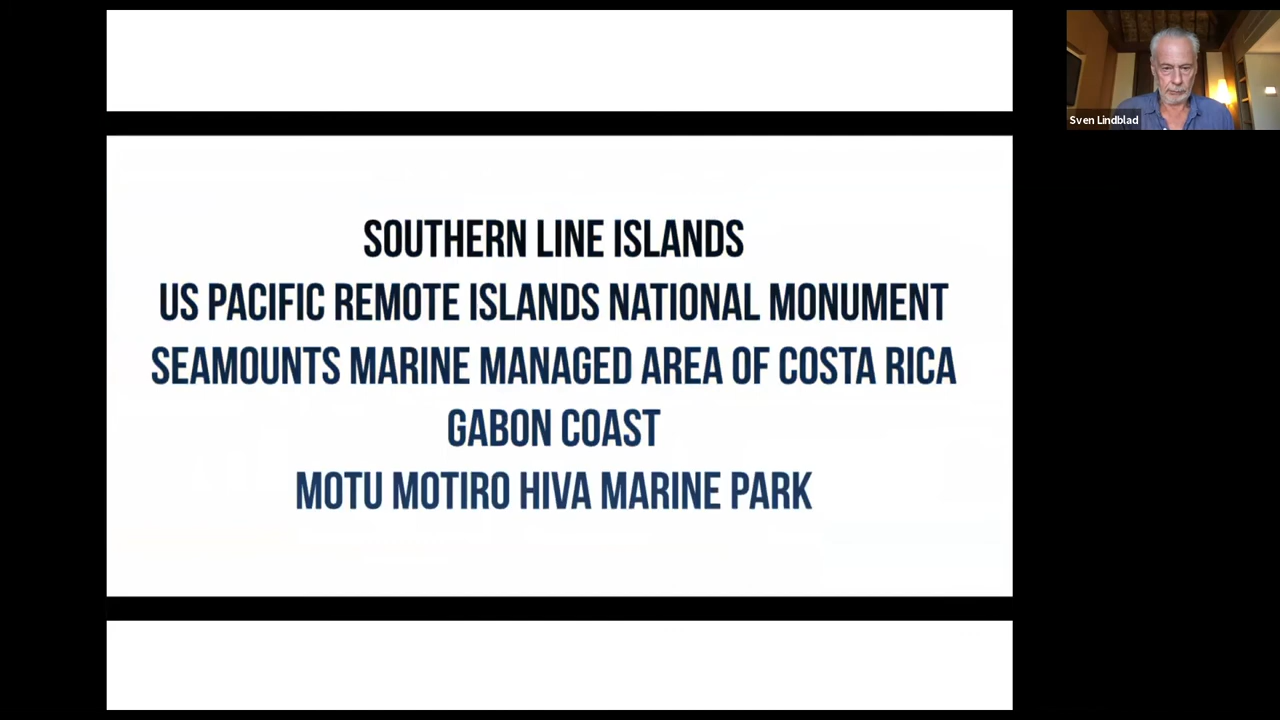 SOUTHERN LINE ISLANDS
US PACIFIC REMOTE ISLANDS NATIONAL MONUMENT
SEAMOUNTS MARINE MANAGED AREA OF COSTA RICA
GABON COAST
MOTU MOTIRO HIVA MARINE PARK
Sven Lindblad